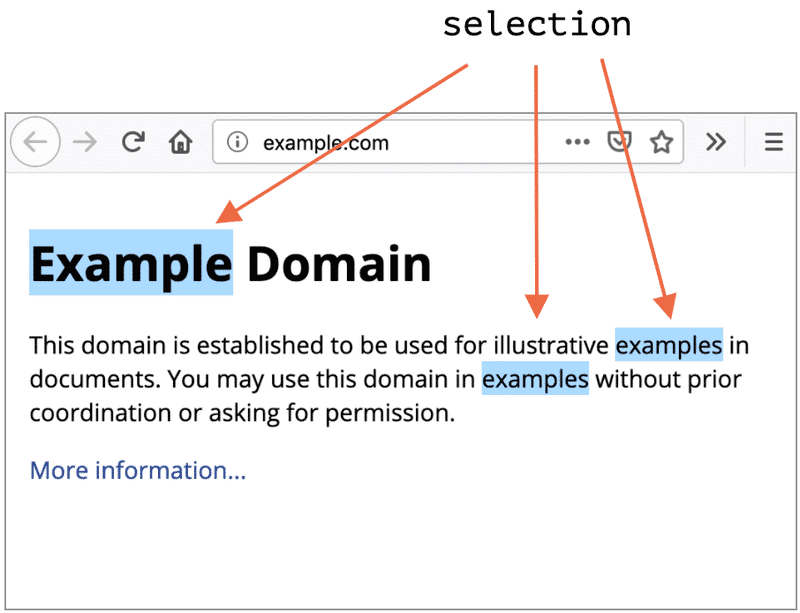 selection
example.com
Example Domain
This domain is established to be used for illustrative examples in
documents. You may use this domain in examples without prior
coordination or asking for permission.
More information...